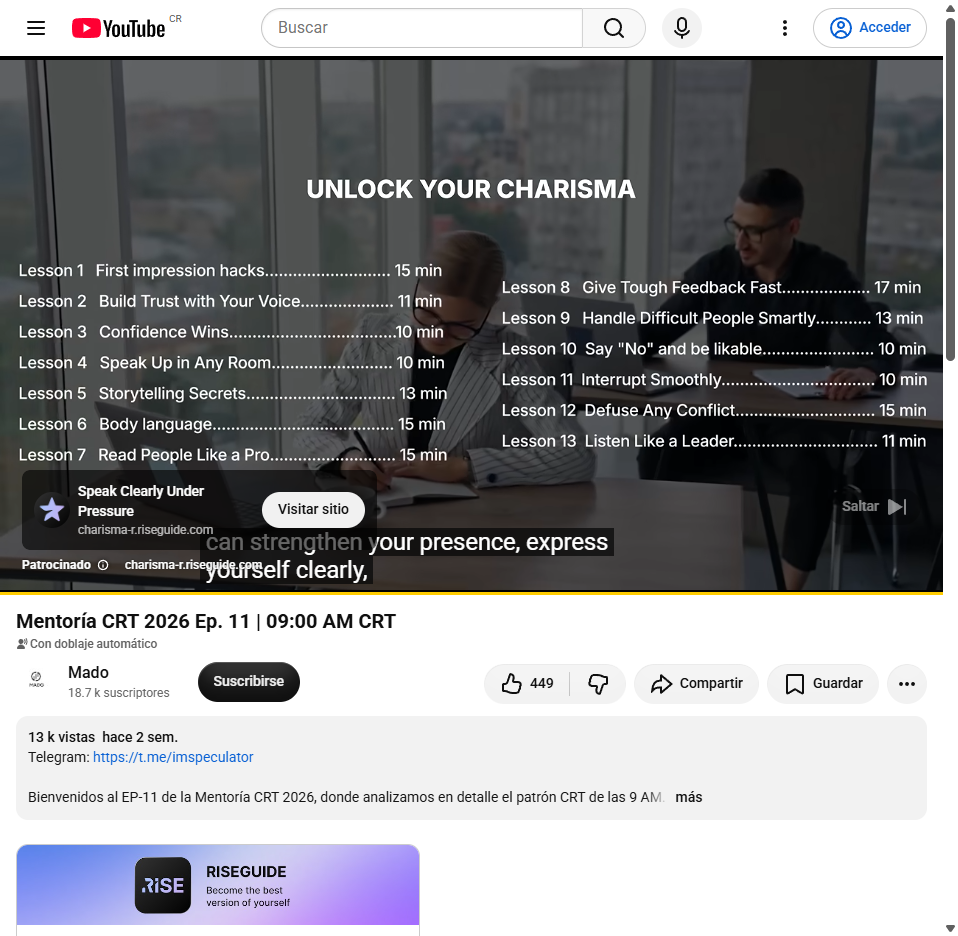 YouTube CR
Buscar
Acceder
UNLOCK YOUR CHARISMA
Lesson 1 First impression hacks......................... 15 min
Lesson 2 Build Trust with Your Voice.................... 11 min
Lesson 3 Confidence Wins....................................10 min
Lesson 4 Speak Up in Any Room.......................... 10 min
Lesson 5 Storytelling Secrets................................ 13 min
Lesson 6 Body language....................................... 15 min
Lesson 7 Read People Like a Pro........................... 15 min
Lesson 8 Give Tough Feedback Fast................... 17 min
Lesson 9 Handle Difficult People Smartly............ 13 min
Lesson 10 Say "No" and be likable........................ 10 min
Lesson 11 Interrupt Smoothly................................. 10 min
Lesson 12 Defuse Any Conflict.............................. 15 min
Lesson 13 Listen Like a Leader............................... 11 min
Speak Clearly Under
Pressure
charisma-r.riseguide.com
Visitar sitio
Saltar
can strengthen your presence, express
yourself clearly,
Patrocinado charisma-r.riseguide.com
Mentoría CRT 2026 Ep. 11 | 09:00 AM CRT
Con doblaje automático
MADO
Mado
18.7 k suscriptores
Suscribirse
449
Compartir
Guardar
13 k vistas hace 2 sem.
Telegram: https://t.me/imspeculator
Bienvenidos al EP-11 de la Mentoría CRT 2026, donde analizamos en detalle el patrón CRT de las 9 AM. más
.RISE
RISEGUIDE
Become the best
version of yourself